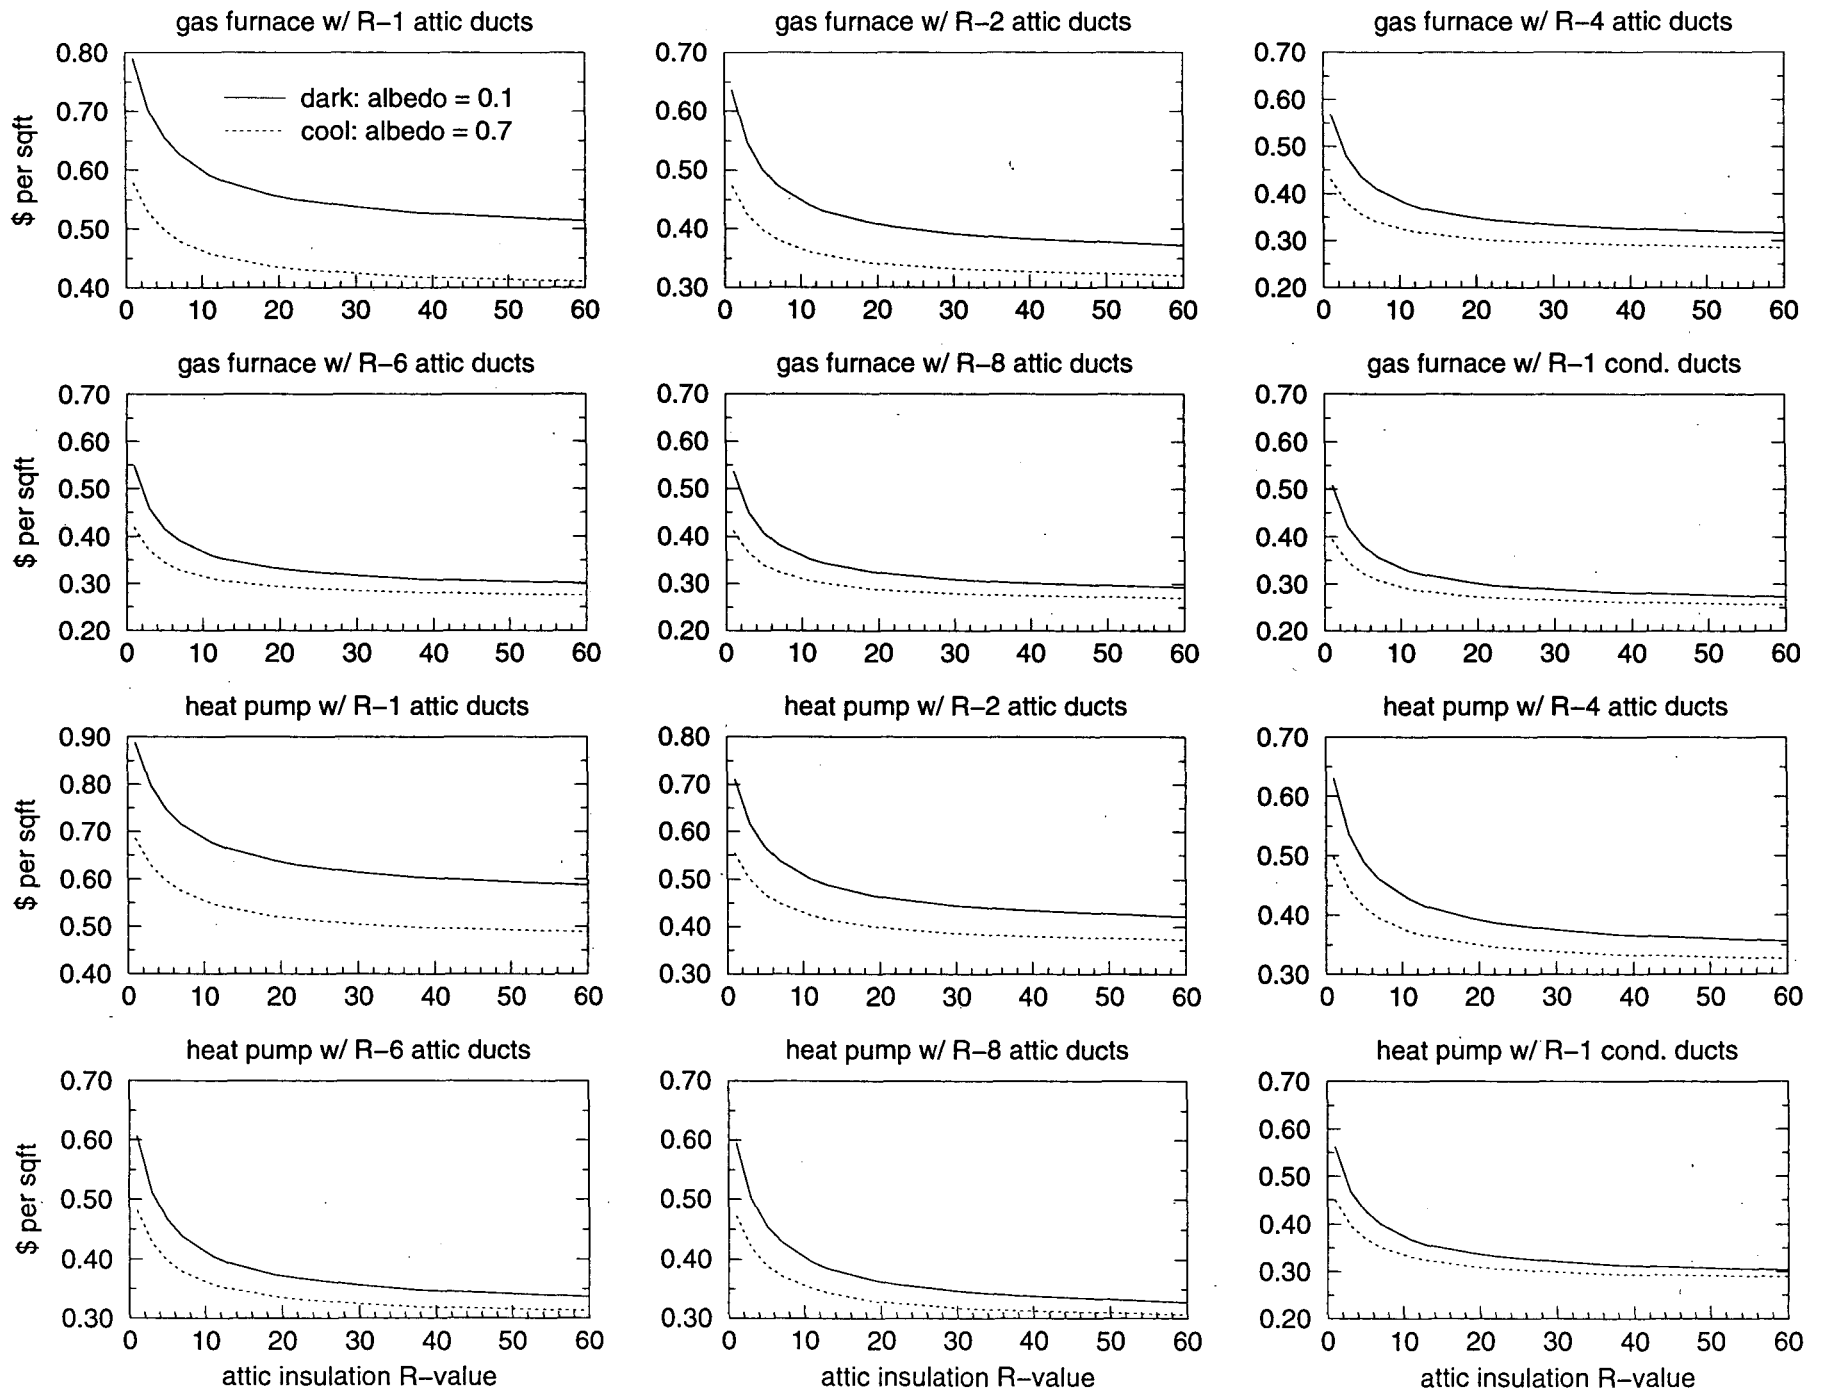 gas furnace w/ R−1 attic ducts
gas furnace w/ R−2 attic ducts
gas furnace w/ R−4 attic ducts
0.80
0.70
0.60
0.50
0.40
$ per sqft
dark: albedo = 0.1
cool: albedo = 0.7
0 10 20 30 40 50 60
0.70
0.60
0.50
0.40
0.30
0 10 20 30 40 50 60
0.70
0.60
0.50
0.40
0.30
0.20
0 10 20 30 40 50 60
gas furnace w/ R−6 attic ducts
gas furnace w/ R−8 attic ducts
gas furnace w/ R−1 cond. ducts
0.70
0.60
0.50
0.40
0.30
0.20
$ per sqft
0 10 20 30 40 50 60
0.70
0.60
0.50
0.40
0.30
0.20
0 10 20 30 40 50 60
0.70
0.60
0.50
0.40
0.30
0.20
0 10 20 30 40 50 60
heat pump w/ R−1 attic ducts
heat pump w/ R−2 attic ducts
heat pump w/ R−4 attic ducts
0.90
0.80
0.70
0.60
0.50
0.40
$ per sqft
0 10 20 30 40 50 60
0.80
0.70
0.60
0.50
0.40
0.30
0 10 20 30 40 50 60
0.70
0.60
0.50
0.40
0.30
0 10 20 30 40 50 60
heat pump w/ R−6 attic ducts
heat pump w/ R−8 attic ducts
heat pump w/ R−1 cond. ducts
0.70
0.60
0.50
0.40
0.30
$ per sqft
0 10 20 30 40 50 60
attic insulation R−value
0.70
0.60
0.50
0.40
0.30
0 10 20 30 40 50 60
attic insulation R−value
0.70
0.60
0.50
0.40
0.30
0.20
0 10 20 30 40 50 60
attic insulation R−value